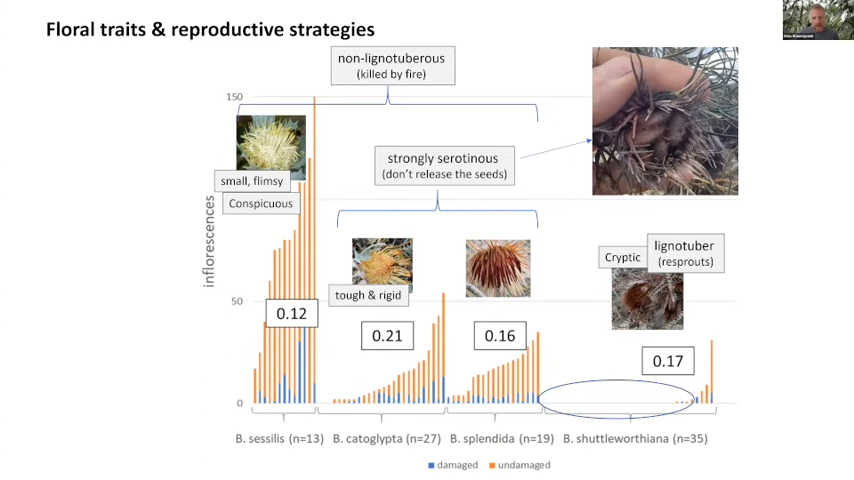 Floral traits & reproductive strategies
non-lignotuberous
(killed by fire)
150
strongly serotinous
(don't release the seeds)
small, flimsy
Conspicuous
inflorescences
lignotuber
(resprouts)
Cryptic
tough & rigid
50
0.12
0.21
0.16
0.17
0
B. sessilis (n=13)
B. catoglypta (n=27)
B. splendida (n=19)
B. shuttleworthiana (n=35)
damaged
undamaged